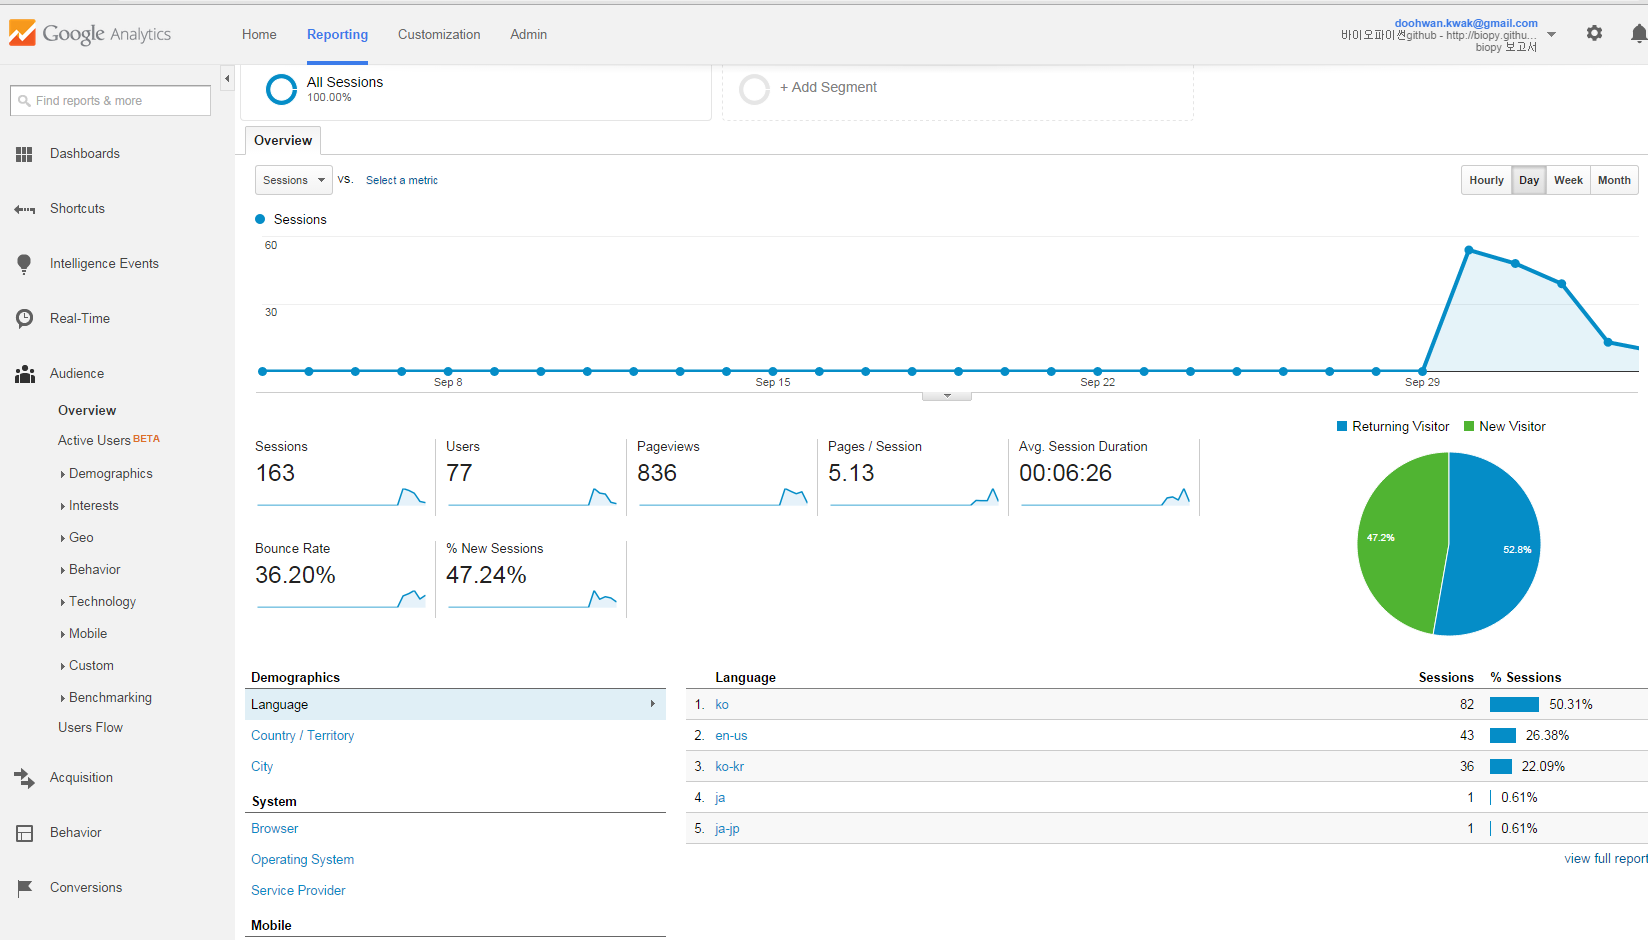 Google Analytics
Home
Reporting
Customization
Admin
doohwan.kwak@gmail.com
바이오파이썬github - http://biopy.githu...
biopy 보고서
Find reports & more
Dashboards
Shortcuts
Intelligence Events
Real-Time
Audience
Overview
Active Users BETA
Demographics
Interests
Geo
Behavior
Technology
Mobile
Custom
Benchmarking
Users Flow
Acquisition
Behavior
Conversions
All Sessions
100.00%
+ Add Segment
Overview
Sessions
VS.
Select a metric
Hourly
Day
Week
Month
Sessions
60
30
Sep 8
Sep 15
Sep 22
Sep 29
Sessions
163
Users
77
Pageviews
836
Pages / Session
5.13
Avg. Session Duration
00:06:26
Bounce Rate
36.20%
% New Sessions
47.24%
Returning Visitor
New Visitor
47.2%
52.8%
Demographics
Language
Country / Territory
City
System
Browser
Operating System
Service Provider
Mobile
Language Sessions % Sessions
1. ko 82 50.31%
2. en-us 43 26.38%
3. ko-kr 36 22.09%
4. ja 1 0.61%
5. ja-jp 1 0.61%
view full report